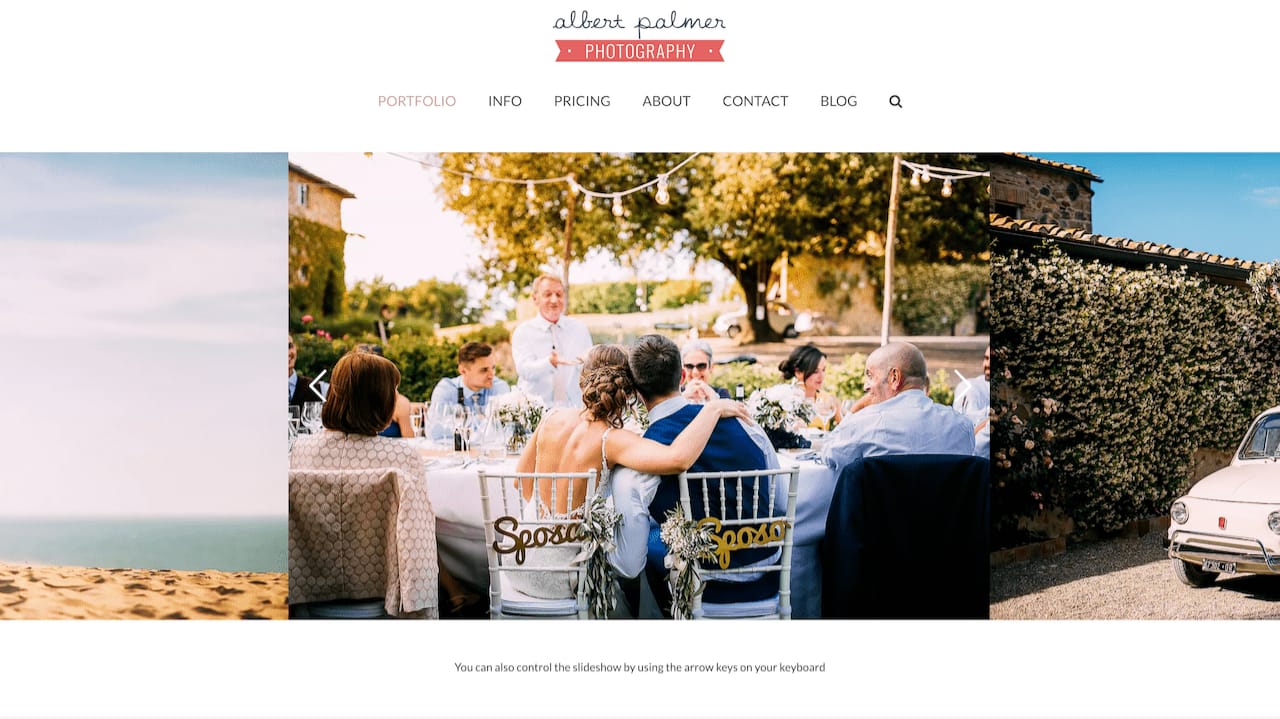 albert palmer
• PHOTOGRAPHY •
PORTFOLIO INFO PRICING ABOUT CONTACT BLOG
Sposa Sposo
You can also control the slideshow by using the arrow keys on your keyboard